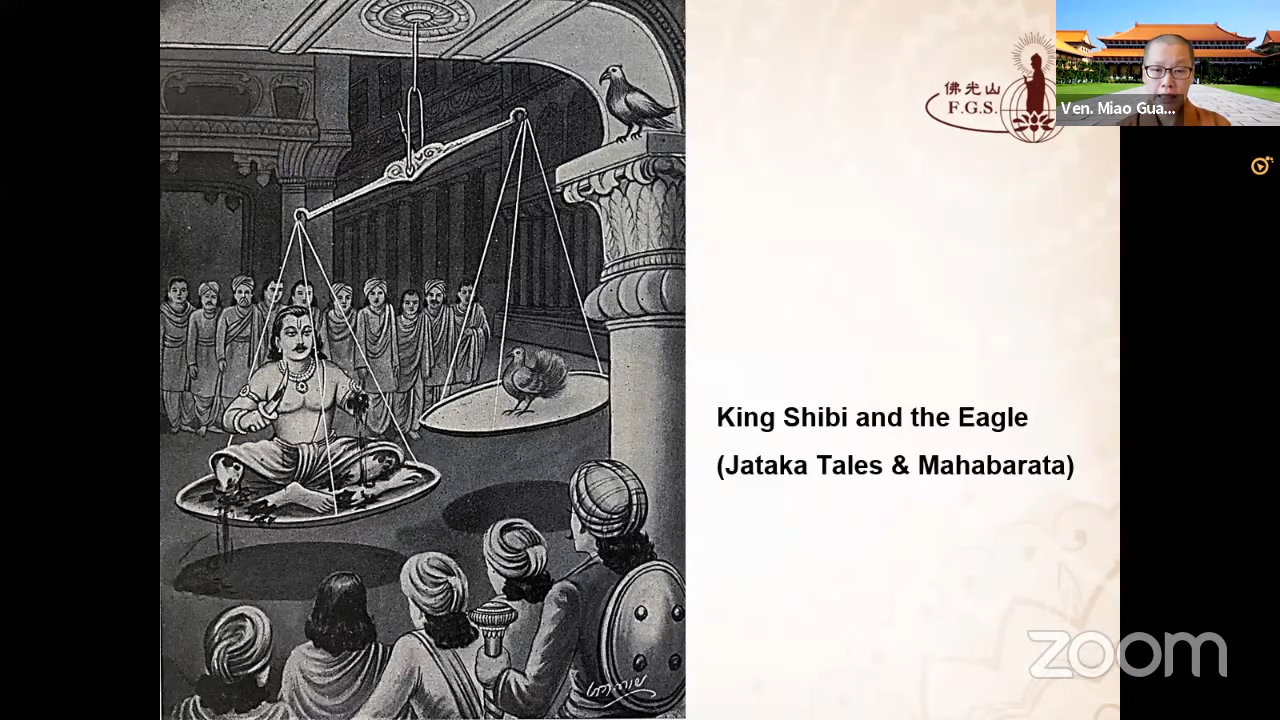 佛光山
F.G.S.
Ven. Miao Gua...
King Shibi and the Eagle
(Jataka Tales & Mahabarata)
zoom